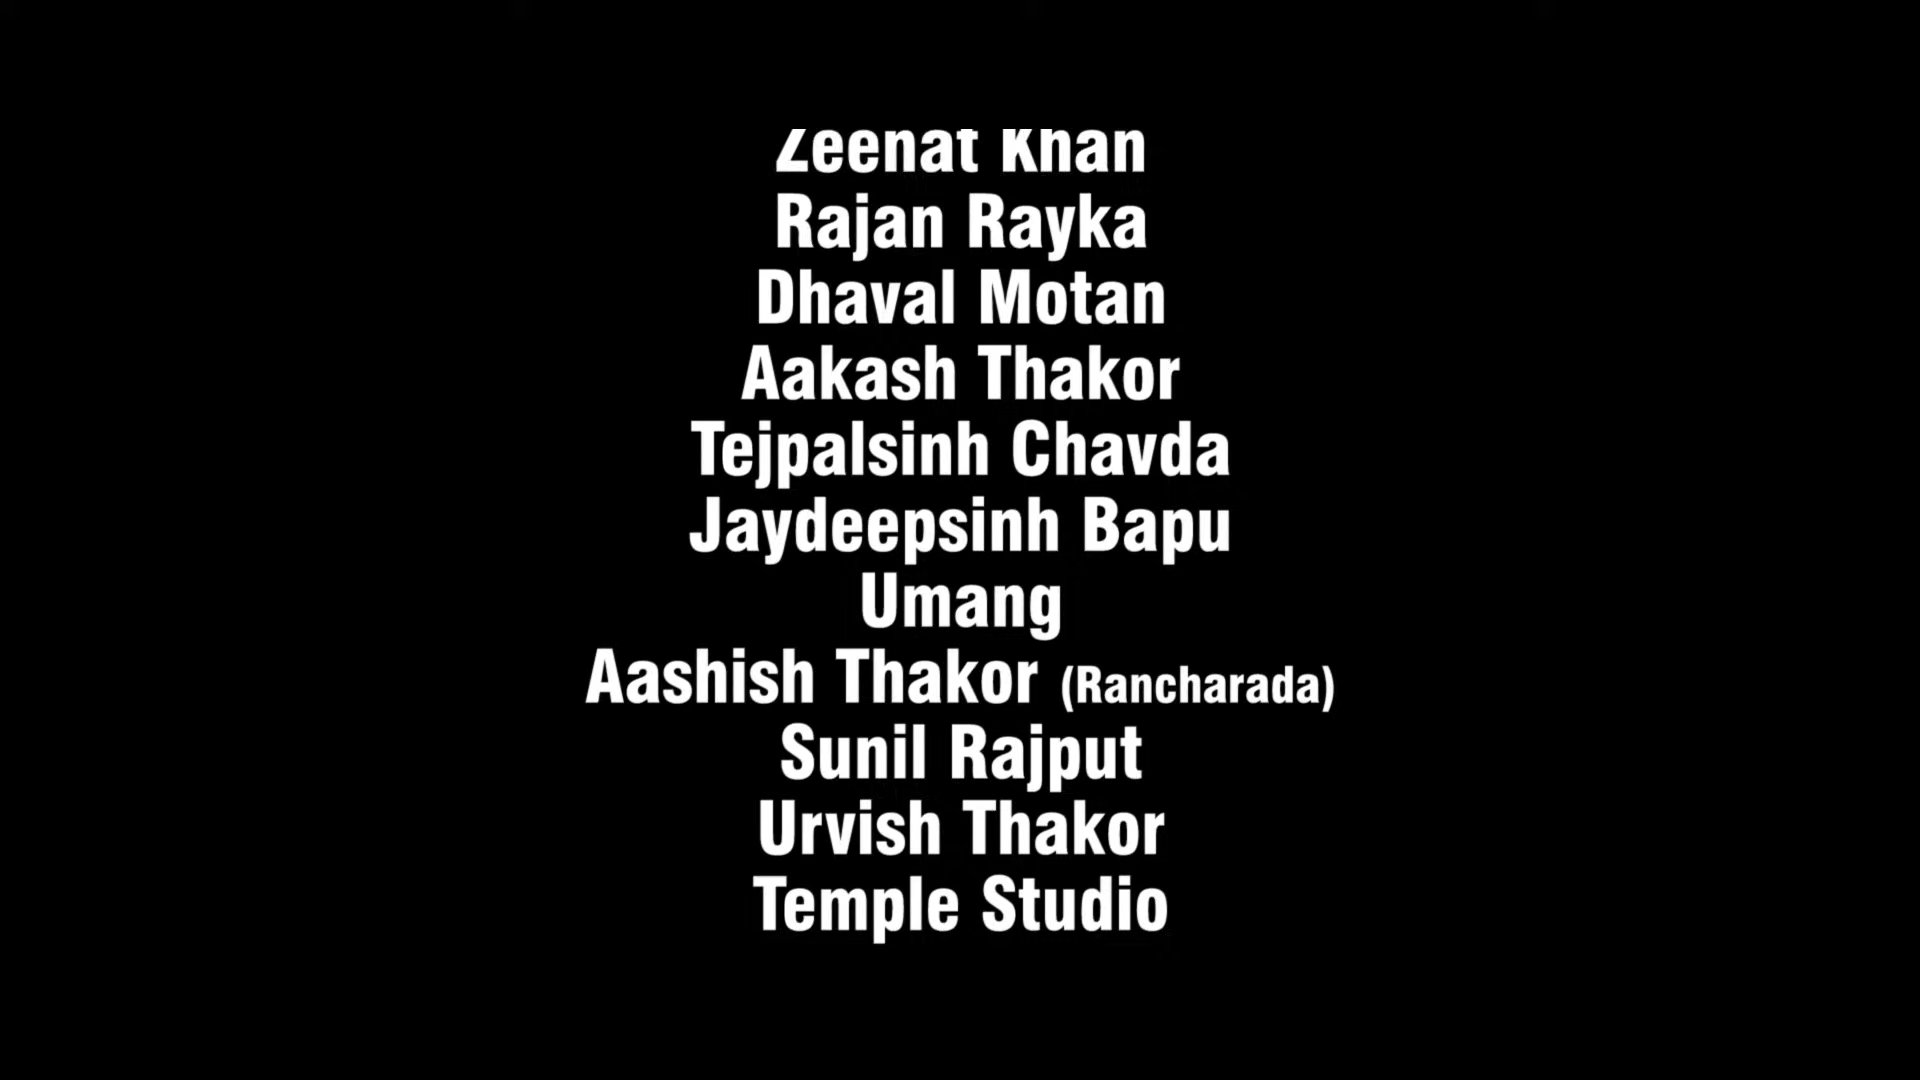 Zeenat Khan
Rajan Rayka
Dhaval Motan
Aakash Thakor
Tejpalsinh Chavda
Jaydeepsinh Bapu
Umang
Aashish Thakor (Rancharada)
Sunil Rajput
Urvish Thakor
Temple Studio